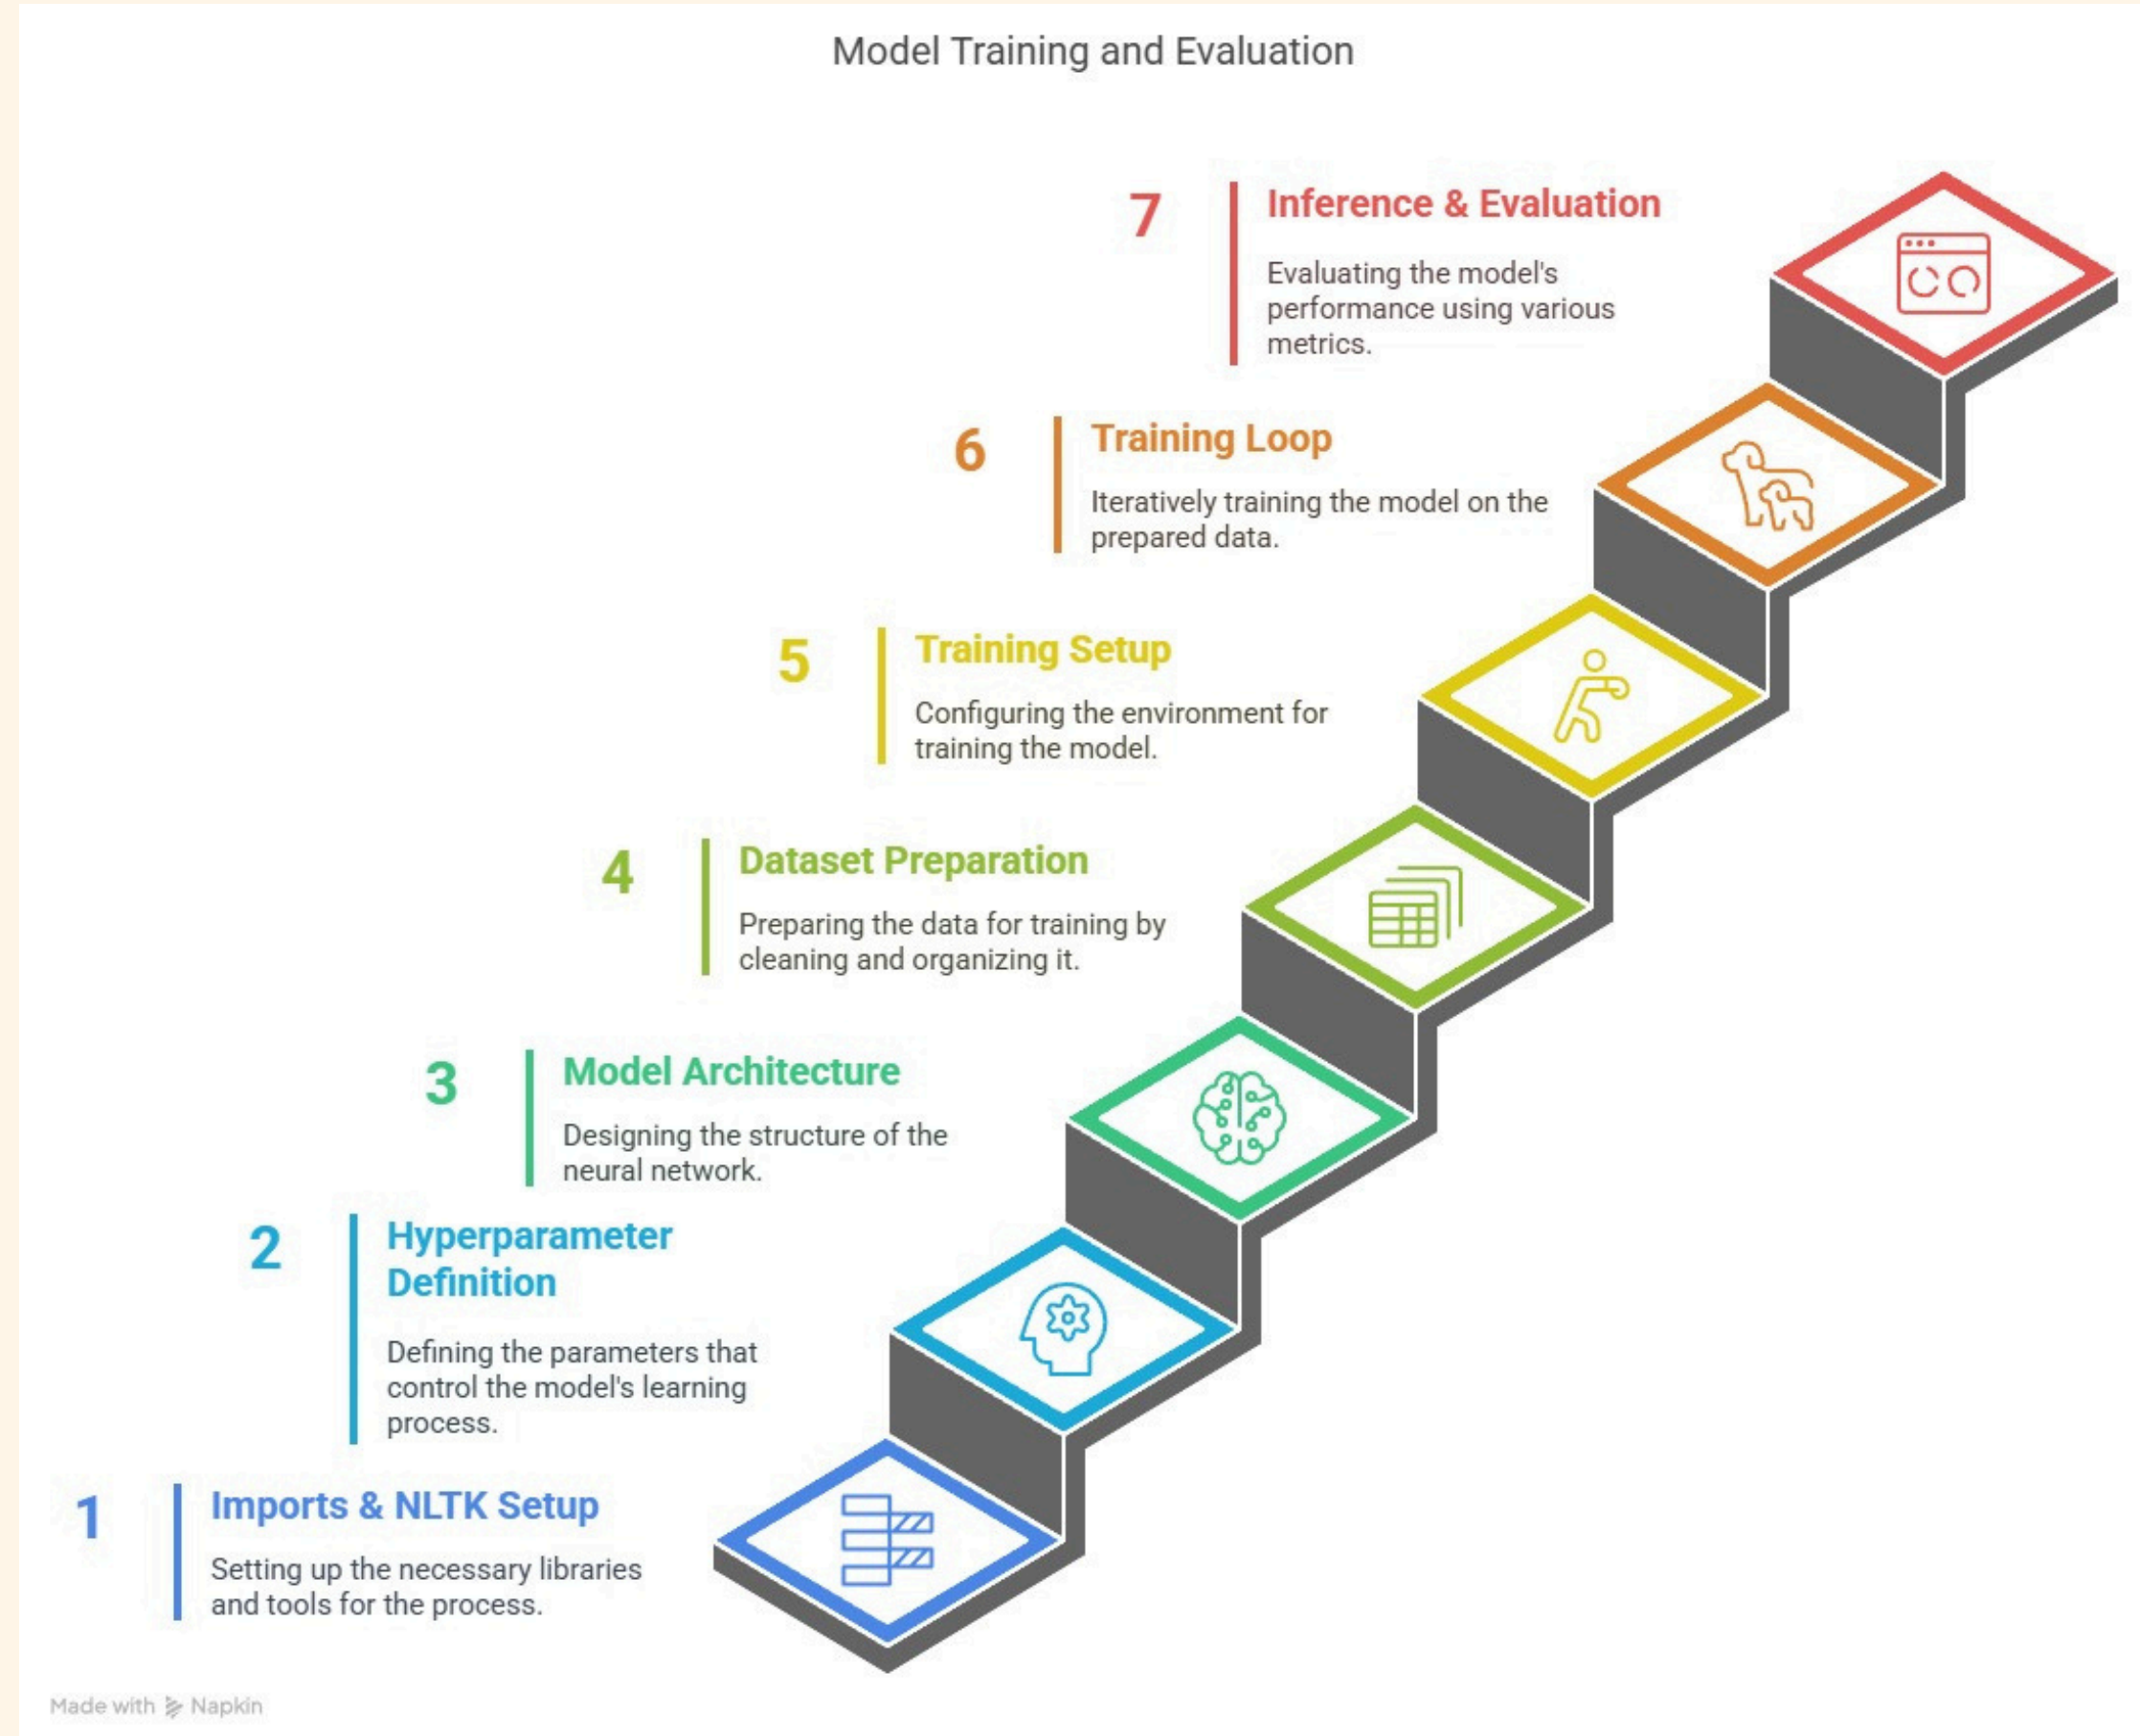 Model Training and Evaluation
7
Inference & Evaluation
Evaluating the model's
performance using various
metrics.
6
Training Loop
Iteratively training the model on the
prepared data.
5
Training Setup
Configuring the environment for
training the model.
4
Dataset Preparation
Preparing the data for training by
cleaning and organizing it.
3
Model Architecture
Designing the structure of the
neural network.
2
Hyperparameter
Definition
Defining the parameters that
control the model's learning
process.
1
Imports & NLTK Setup
Setting up the necessary libraries
and tools for the process.
Made with Napkin